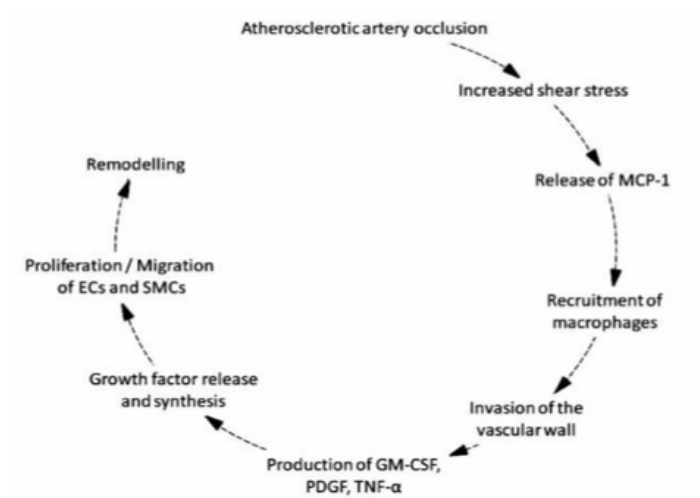 Atherosclerotic artery occlusion
Increased shear stress
Release of MCP-1
Recruitment of
macrophages
Invasion of the
vascular wall
Production of GM-CSF,
PDGF, TNF-α
Growth factor release
and synthesis
Proliferation / Migration
of ECs and SMCs
Remodelling